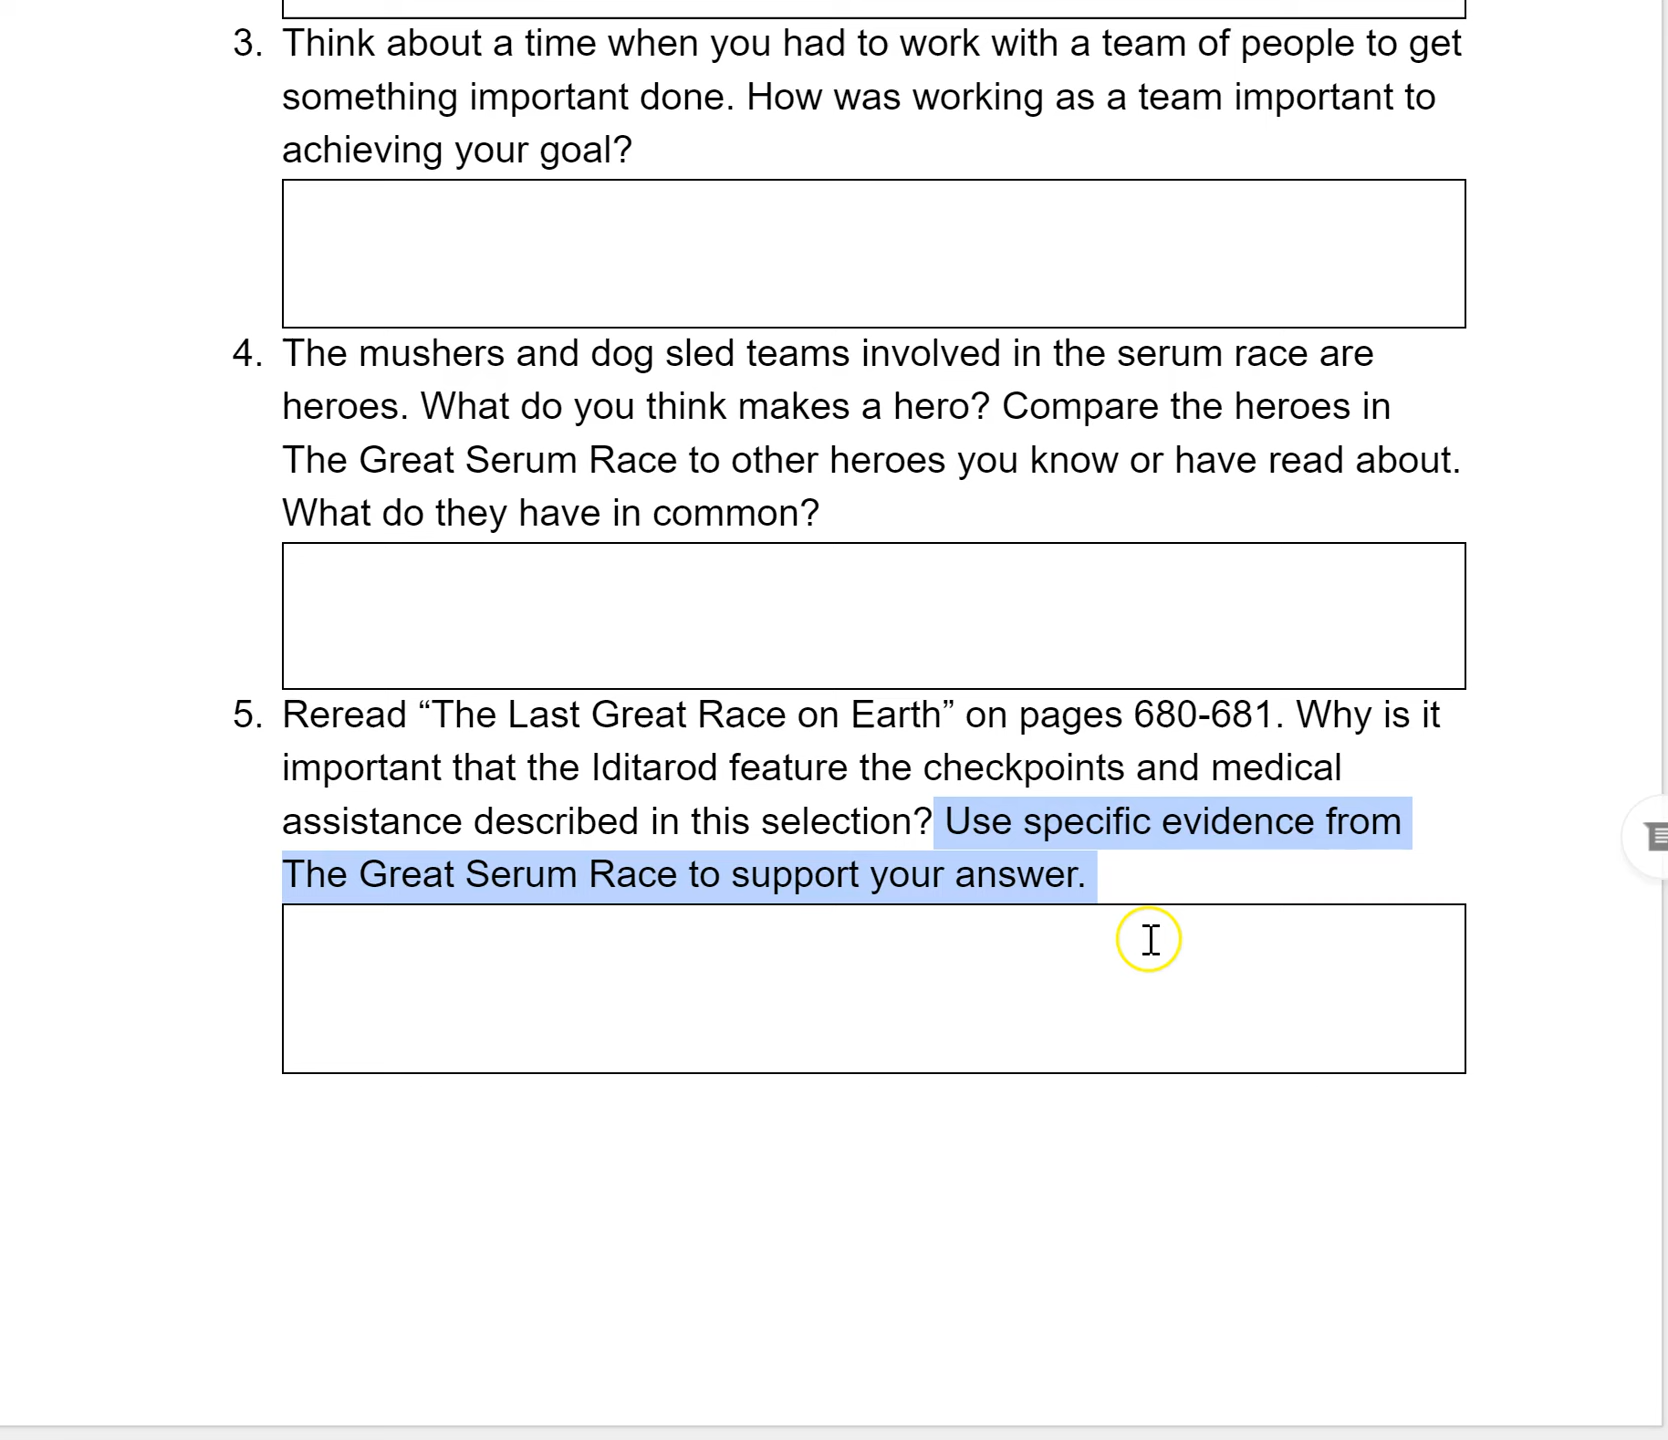 3. Think about a time when you had to work with a team of people to get
something important done. How was working as a team important to
achieving your goal?
4. The mushers and dog sled teams involved in the serum race are
heroes. What do you think makes a hero? Compare the heroes in
The Great Serum Race to other heroes you know or have read about.
What do they have in common?
5. Reread “The Last Great Race on Earth” on pages 680-681. Why is it
important that the Iditarod feature the checkpoints and medical
assistance described in this selection? Use specific evidence from
The Great Serum Race to support your answer.